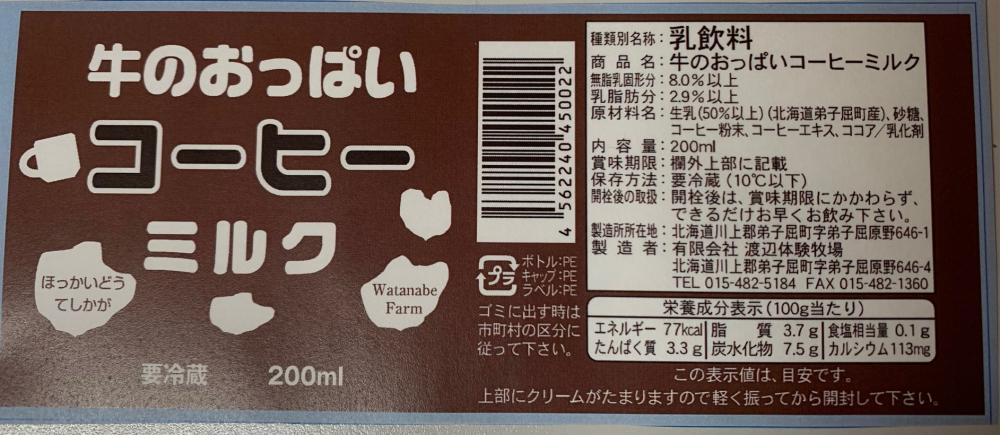 牛のおっぱい
コーヒー
ミルク
ほっかいどう
てしかが
Watanabe
Farm
要冷蔵 200ml
4 562240 450022
プラ
ボトル:PE
キャップ:PE
ラベル:PE
ゴミに出す時は
市町村の区分に
従って下さい。
種類別名称:乳飲料
商品名:牛のおっぱいコーヒーミルク
無脂乳固形分:8.0%以上
乳脂肪分:2.9%以上
原材料名:生乳(50%以上)(北海道弟子屈町産)、砂糖、
コーヒー粉末、コーヒーエキス、ココア/乳化剤
内容量:200ml
賞味期限:欄外上部に記載
保存方法:要冷蔵(10℃以下)
開栓後の取扱:開栓後は、賞味期限にかかわらず、
できるだけお早くお飲み下さい。
製造所所在地:北海道川上郡弟子屈町字弟子屈原野646-1
製造者:有限会社 渡辺体験牧場
北海道川上郡弟子屈町字弟子屈原野646-4
TEL 015-482-5184 FAX 015-482-1360
栄養成分表示(100g当たり)
エネルギー 77kcal 脂質 3.7g 食塩相当量 0.1g
たんぱく質 3.3g 炭水化物 7.5g カルシウム113mg
この表示値は、目安です。
上部にクリームがたまりますので軽く振ってから開封して下さい。